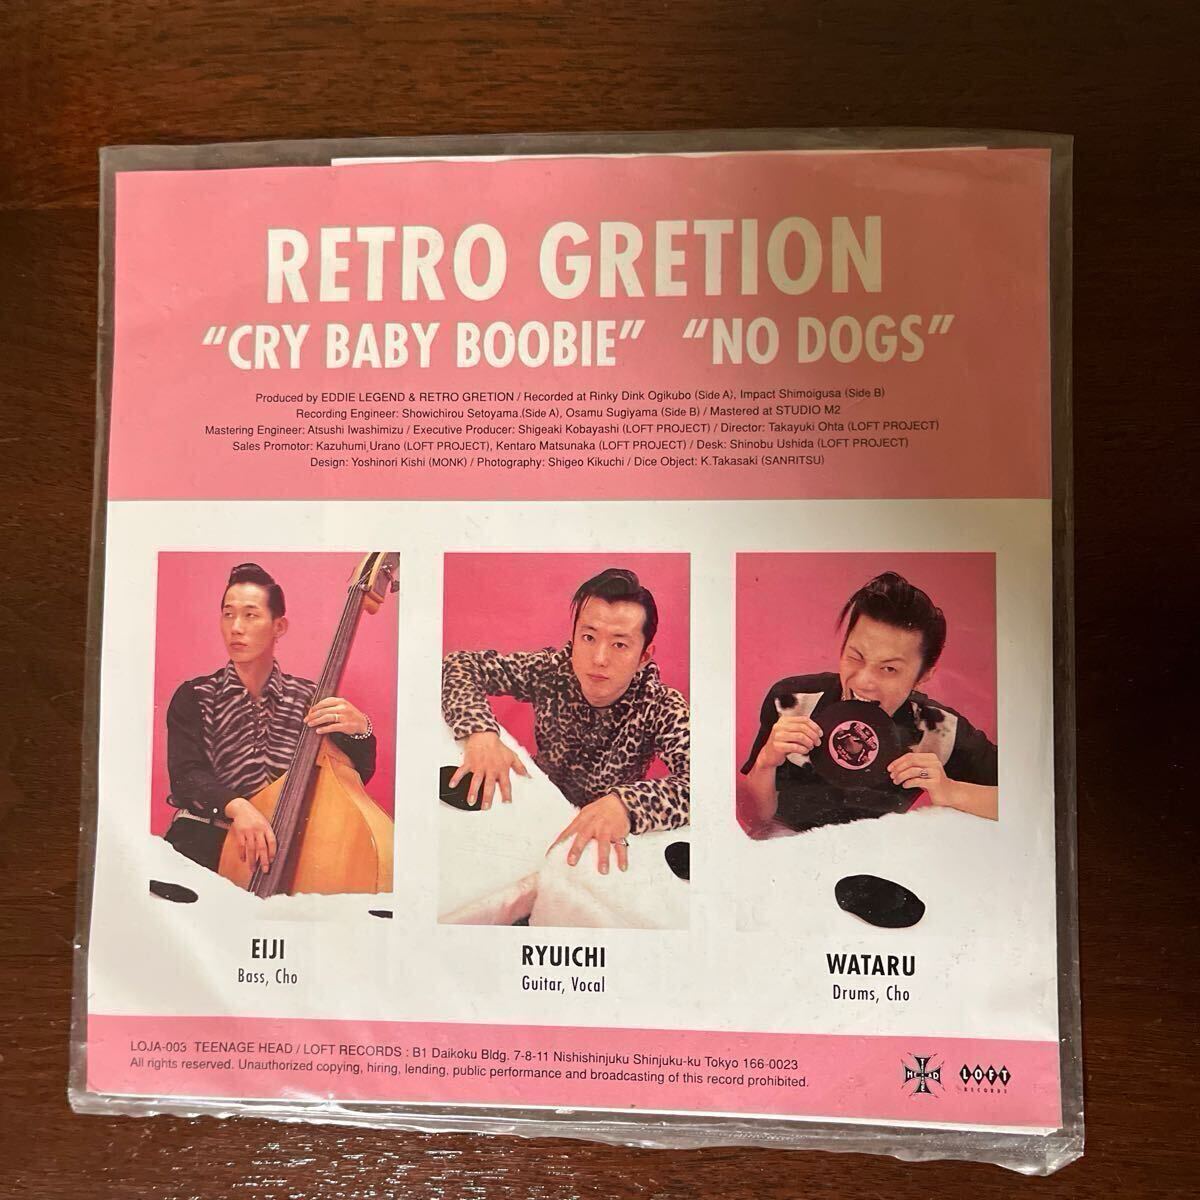 RETRO GRETION
“CRY BABY BOOBIE” “NO DOGS”
Produced by EDDIE LEGEND & RETRO GRETION / Recorded at Rinky Dink Ogikubo (Side A), Impact Shimoigusa (Side B)
Recording Engineer: Showichirou Setoyama.(Side A), Osamu Sugiyama (Side B) / Mastered at STUDIO M2
Mastering Engineer: Atsushi Iwashimizu / Executive Producer: Shigeaki Kobayashi (LOFT PROJECT) / Director: Takayuki Ohta (LOFT PROJECT)
Sales Promotor: Kazuhumi Urano (LOFT PROJECT), Kentaro Matsunaka (LOFT PROJECT) / Desk: Shinobu Ushida (LOFT PROJECT)
Design: Yoshinori Kishi (MONK) / Photography: Shigeo Kikuchi / Dice Object: K.Takasaki (SANRITSU)
EIJI
Bass, Cho
RYUICHI
Guitar, Vocal
WATARU
Drums, Cho
LOJA-003 TEENAGE HEAD / LOFT RECORDS : B1 Daikoku Bldg. 7-8-11 Nishishinjuku Shinjuku-ku Tokyo 166-0023
All rights reserved. Unauthorized copying, hiring, lending, public performance and broadcasting of this record prohibited.
LOFT
RECORDS